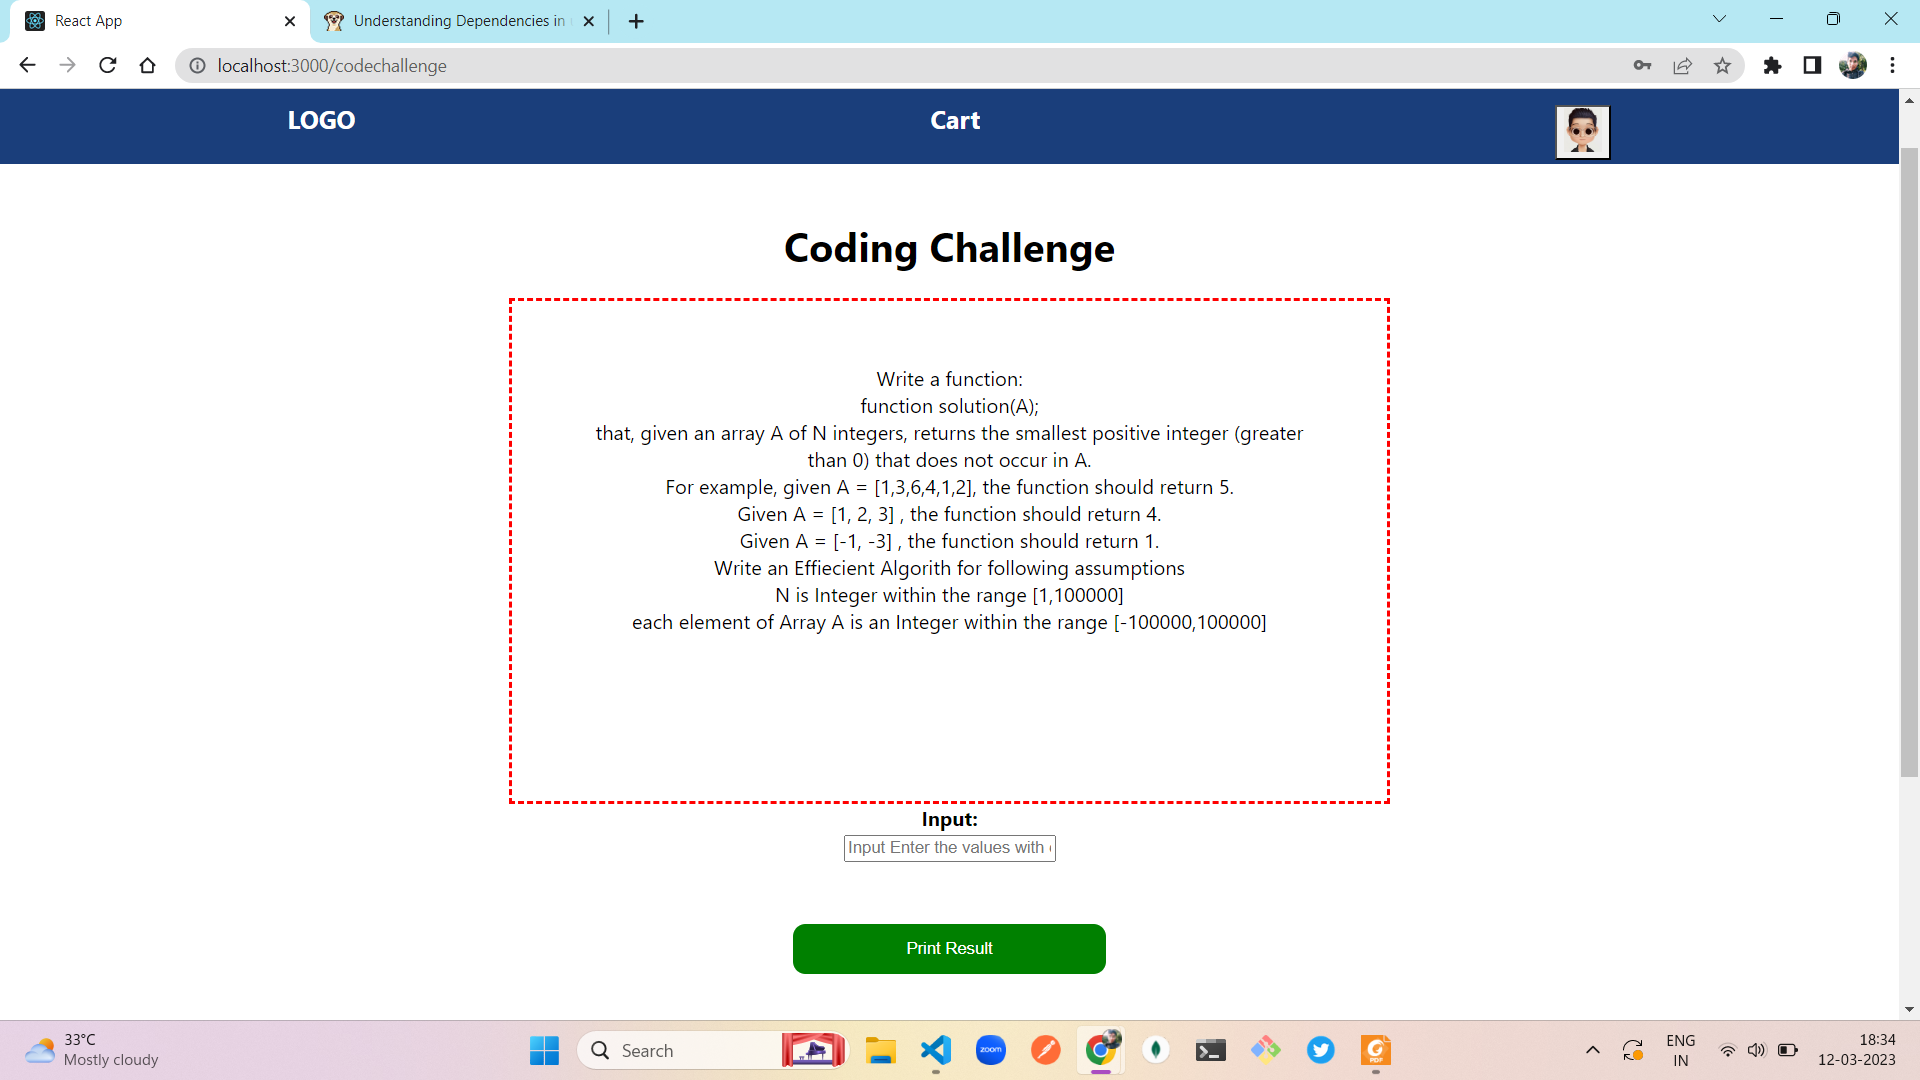 React App
Understanding Dependencies in
localhost:3000/codechallenge
LOGO
Cart
Coding Challenge
Write a function:
function solution(A);
that, given an array A of N integers, returns the smallest positive integer (greater
than 0) that does not occur in A.
For example, given A = [1,3,6,4,1,2], the function should return 5.
Given A = [1, 2, 3] , the function should return 4.
Given A = [-1, -3] , the function should return 1.
Write an Effiecient Algorith for following assumptions
N is Integer within the range [1,100000]
each element of Array A is an Integer within the range [-100000,100000]
Input:
Input Enter the values with
Print Result
33°C
Mostly cloudy
Search
zoom
PDF
ENG
IN
18:34
12-03-2023